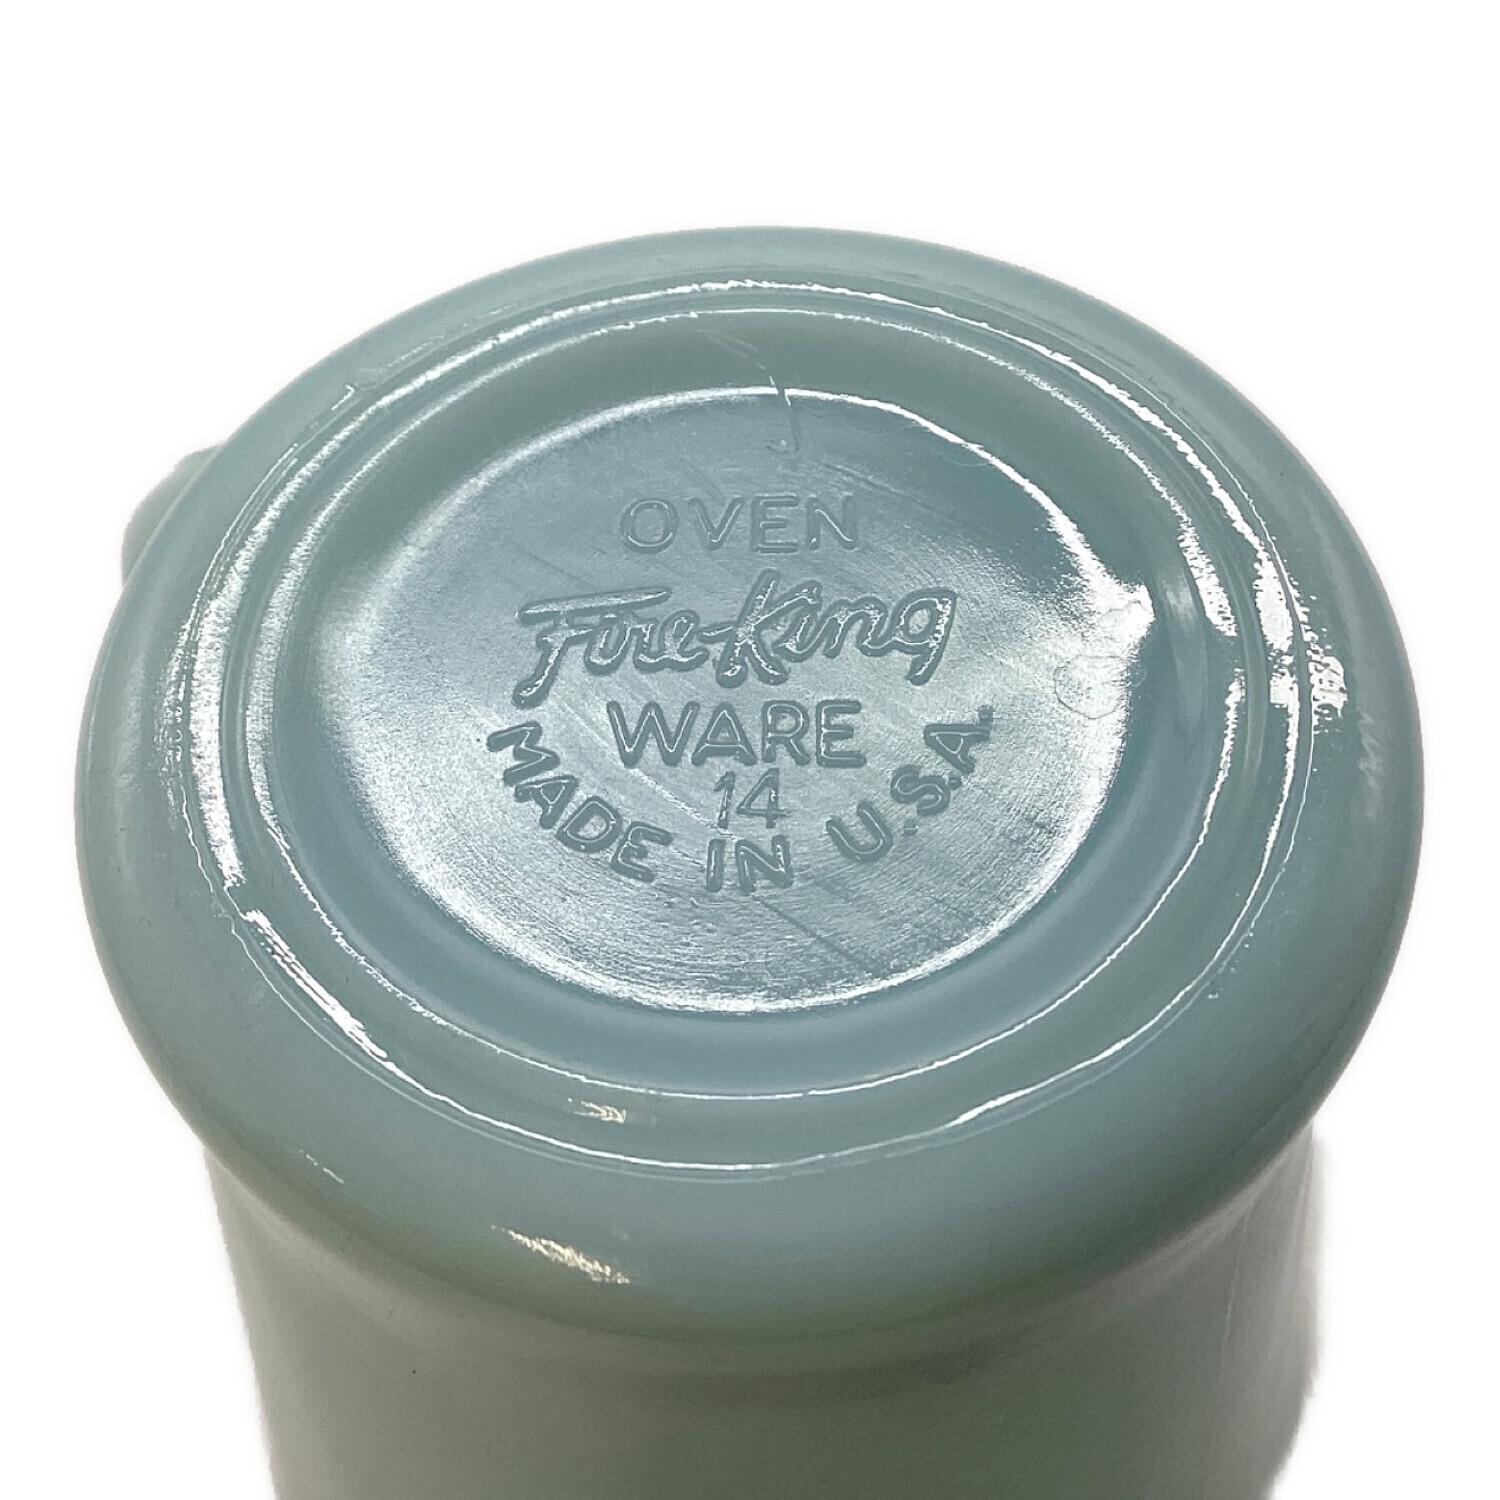 OVEN
Fire-King
WARE
14
MADE IN U.S.A.